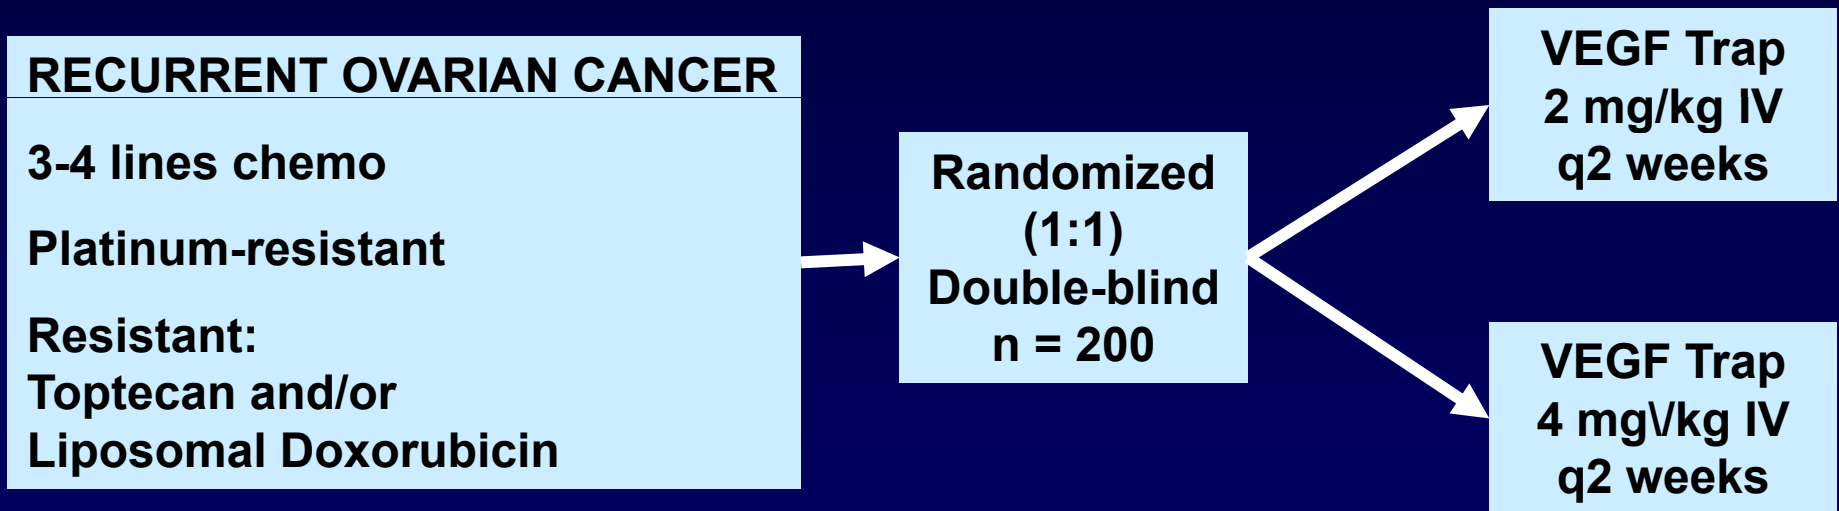 RECURRENT OVARIAN CANCER
3-4 lines chemo
Platinum-resistant
Resistant:
Toptecan and/or
Liposomal Doxorubicin
Randomized
(1:1)
Double-blind
n = 200
VEGF Trap
2 mg/kg IV
q2 weeks
VEGF Trap
4 mg\/kg IV
q2 weeks